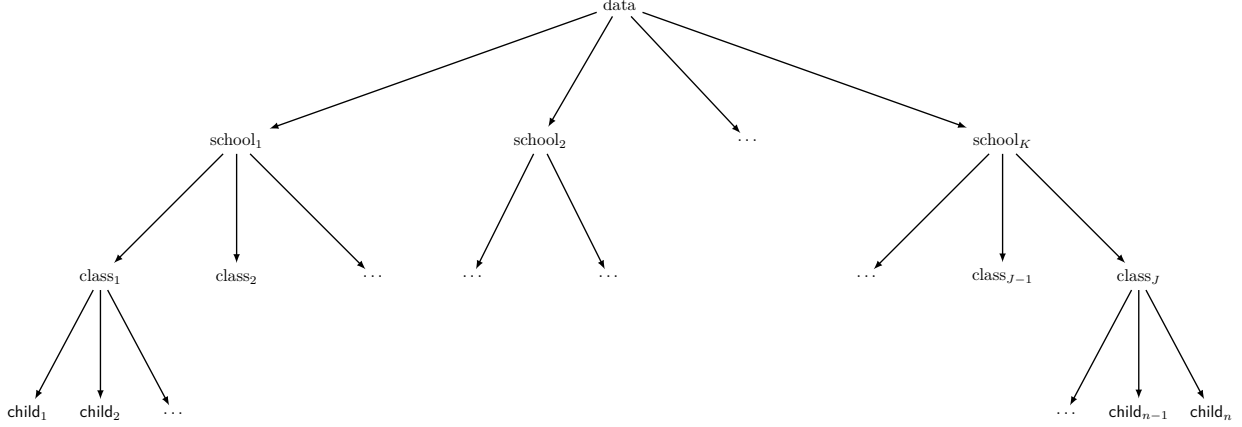 data
school₁ school₂ ... school_K
class₁ class₂ ... ... ... ... class_{J−1} class_J
child₁ child₂ ... ... child_{n−1} child_n